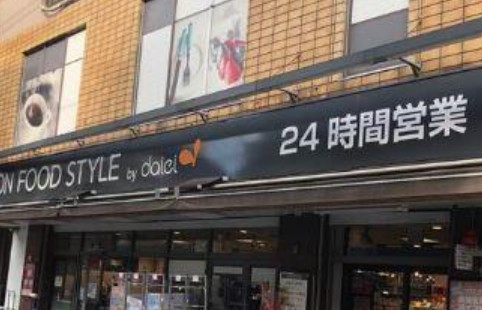 ON FOOD STYLE by daiei
24時間営業